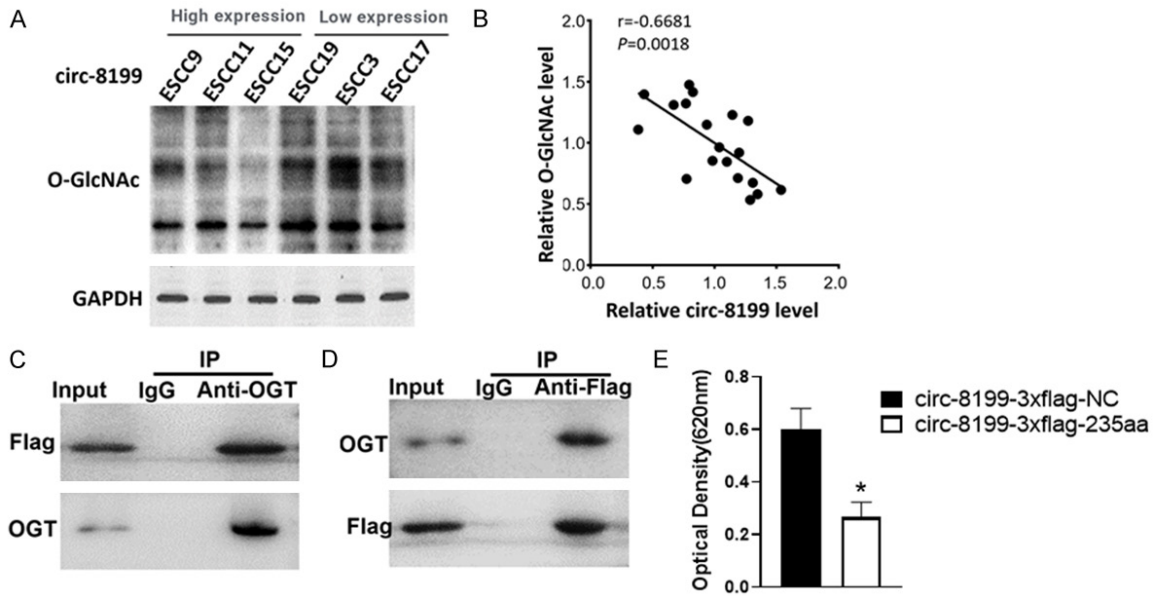 A
High expression Low expression
circ-8199
ESCC9 ESCC11 ESCC15 ESCC19 ESCC3 ESCC17
O-GlcNAc
GAPDH
B
r=-0.6681
P=0.0018
Relative O-GlcNAc level
2.0
1.5
1.0
0.5
0.0
0.0 0.5 1.0 1.5 2.0
Relative circ-8199 level
C
IP
Input IgG Anti-OGT
Flag
OGT
D
IP
Input IgG Anti-Flag
OGT
Flag
E
Optical Density(620nm)
0.8
0.6
0.4
0.2
0.0
*
circ-8199-3xflag-NC
circ-8199-3xflag-235aa